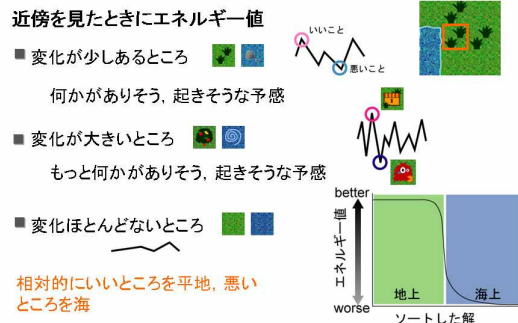 近傍を見たときにエネルギー値
変化が少しあるところ
いいこと
悪いこと
何かがありそう，起きそうな予感
変化が大きいところ
もっと何かがありそう，起きそうな予感
変化ほとんどないところ
相対的にいいところを平地，悪い
ところを海
better
エネルギー値
worse
地上
海上
ソートした解